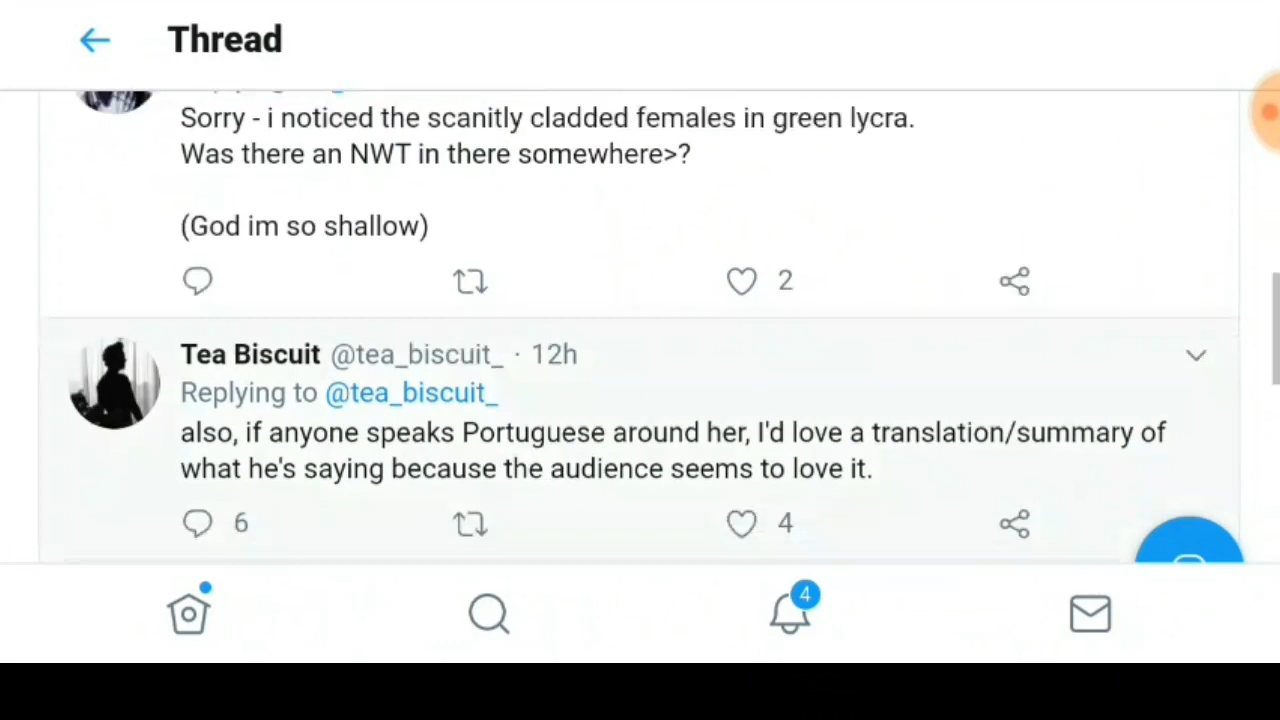 Thread
Sorry - i noticed the scanitly cladded females in green lycra.
Was there an NWT in there somewhere>?
(God im so shallow)
2
Tea Biscuit @tea_biscuit_ · 12h
Replying to @tea_biscuit_
also, if anyone speaks Portuguese around her, I'd love a translation/summary of
what he's saying because the audience seems to love it.
6 4
4